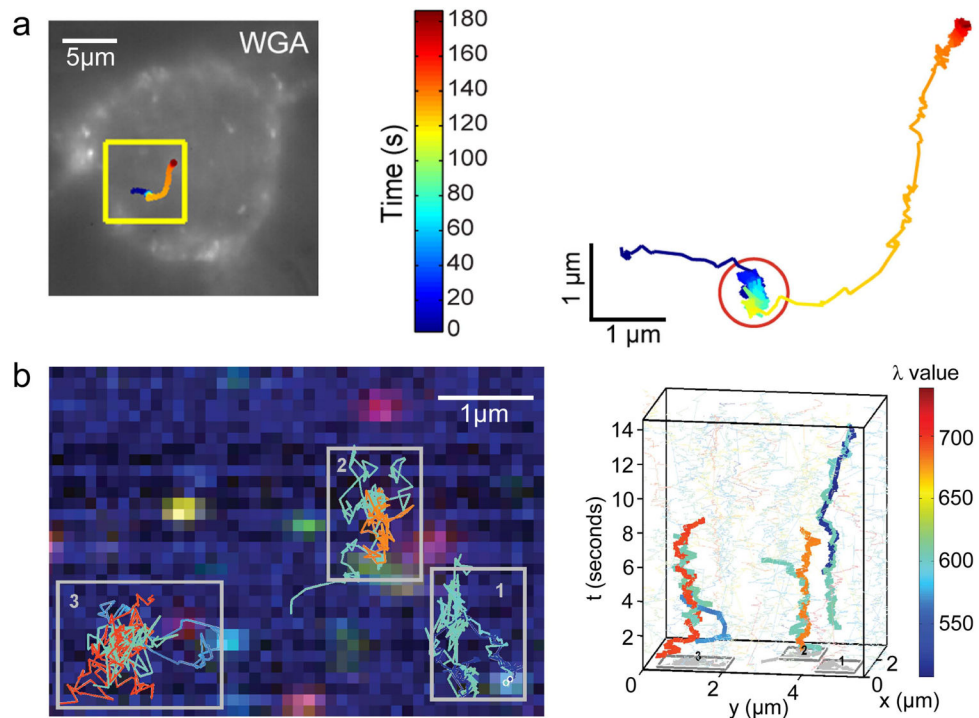 a
5µm
WGA
Time (s)
180
160
140
120
100
80
60
40
20
0
1 µm
1 µm
b
1µm
2
1
3
t (seconds)
14
12
10
8
6
4
2
3
2
1
0
2
4
0
2
y (µm)
x (µm)
λ value
700
650
600
550